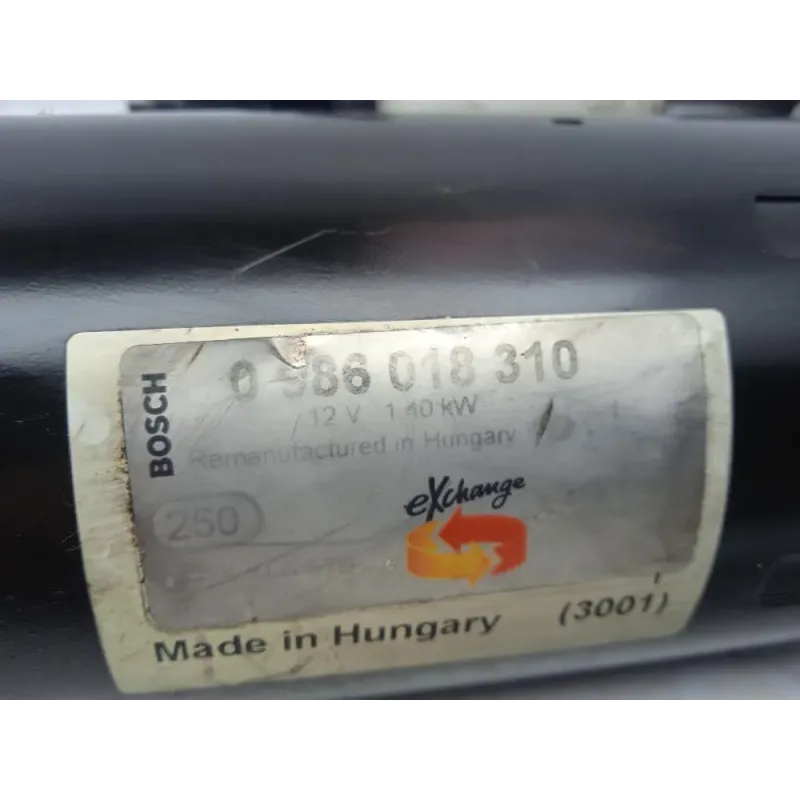 BOSCH
0 986 018 310
12 V 1.40 kW
Remanufactured in Hungary
250
eXchange
Made in Hungary (3001)